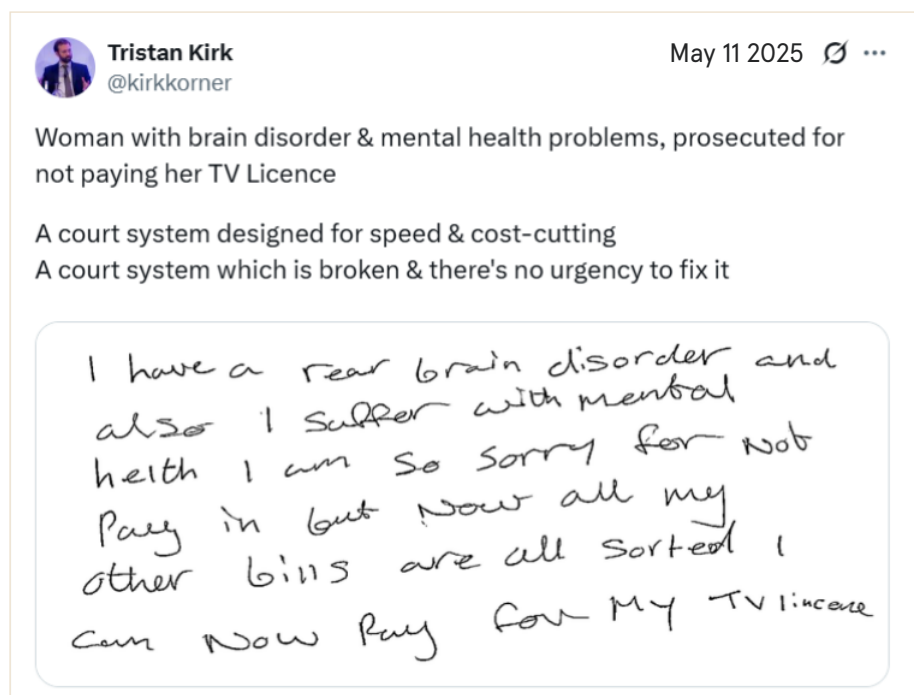 Tristan Kirk
May 11 2025
@kirkkorner
Woman with brain disorder & mental health problems, prosecuted for
not paying her TV Licence
A court system designed for speed & cost-cutting
A court system which is broken & there's no urgency to fix it
I have a rear brain disorder and
also I suffer with mental
helth I am so sorry for Not
Pay in but Now all my
other bills are all sorted I
can Now Pay for MY TV lincene